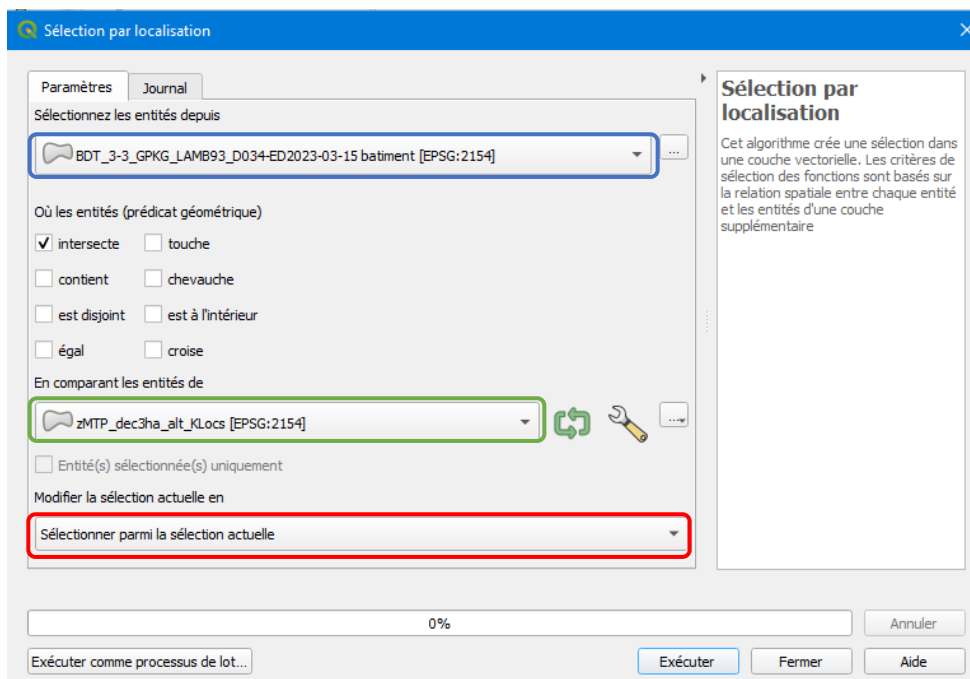 Sélection par localisation
Paramètres
Journal
Sélectionnez les entités depuis
BDT_3-3_GPKG_LAMB93_D034-ED2023-03-15 batiment [EPSG:2154]
...
Où les entités (prédicat géométrique)
intersecte
touche
contient
chevauche
est disjoint
est à l'intérieur
égal
croise
En comparant les entités de
zMTP_dec3ha_alt_KLocs [EPSG:2154]
...
Entité(s) sélectionnée(s) uniquement
Modifier la sélection actuelle en
Sélectionner parmi la sélection actuelle
Sélection par
localisation
Cet algorithme crée une sélection dans
une couche vectorielle. Les critères de
sélection des fonctions sont basés sur
la relation spatiale entre chaque entité
et les entités d'une couche
supplémentaire
0%
Annuler
Exécuter comme processus de lot...
Exécuter
Fermer
Aide